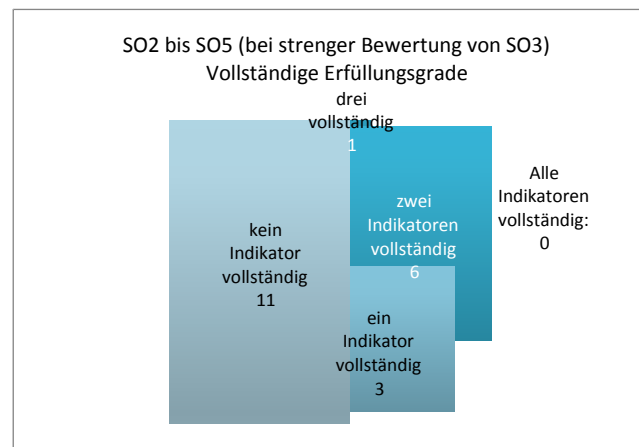 SO2 bis SO5 (bei strenger Bewertung von SO3)
Vollständige Erfüllungsgrade
drei
vollständig
1
Alle
Indikatoren
vollständig:
0
zwei
Indikatoren
vollständig
6
kein
Indikator
vollständig
11
ein
Indikator
vollständig
3